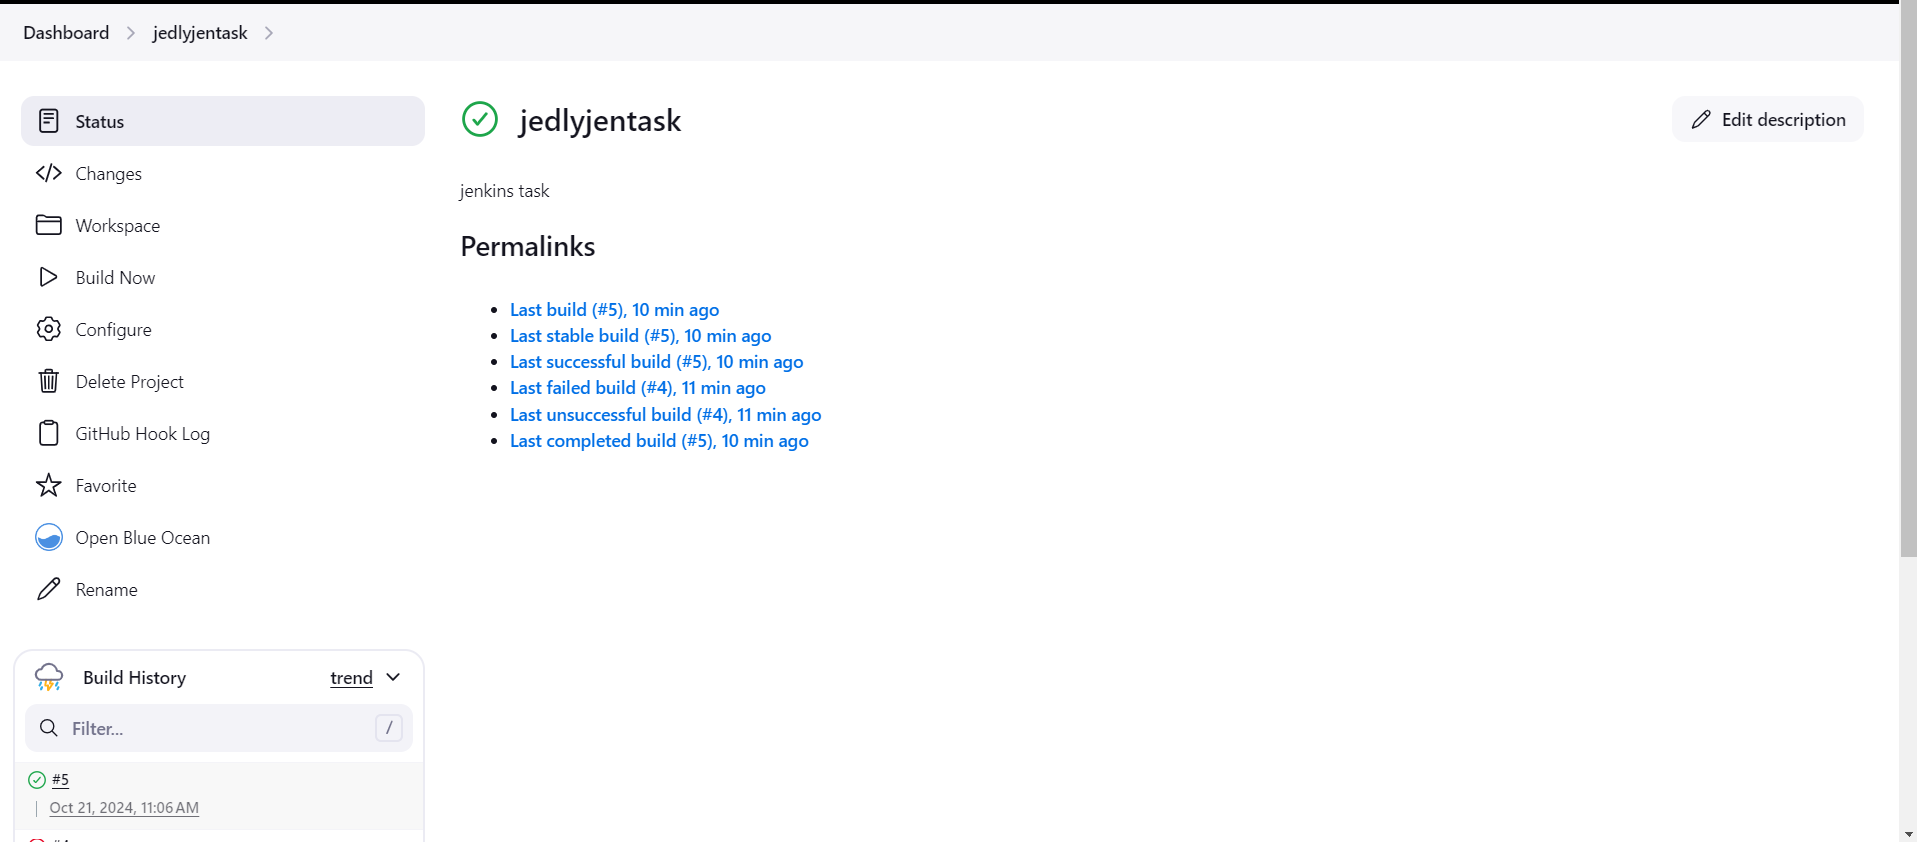 Dashboard > jedlyjentask >
Status
Changes
Workspace
Build Now
Configure
Delete Project
GitHub Hook Log
Favorite
Open Blue Ocean
Rename
Build History trend
Filter... /
#5
Oct 21, 2024, 11:06 AM
jedlyjentask
Edit description
jenkins task
Permalinks
Last build (#5), 10 min ago
Last stable build (#5), 10 min ago
Last successful build (#5), 10 min ago
Last failed build (#4), 11 min ago
Last unsuccessful build (#4), 11 min ago
Last completed build (#5), 10 min ago